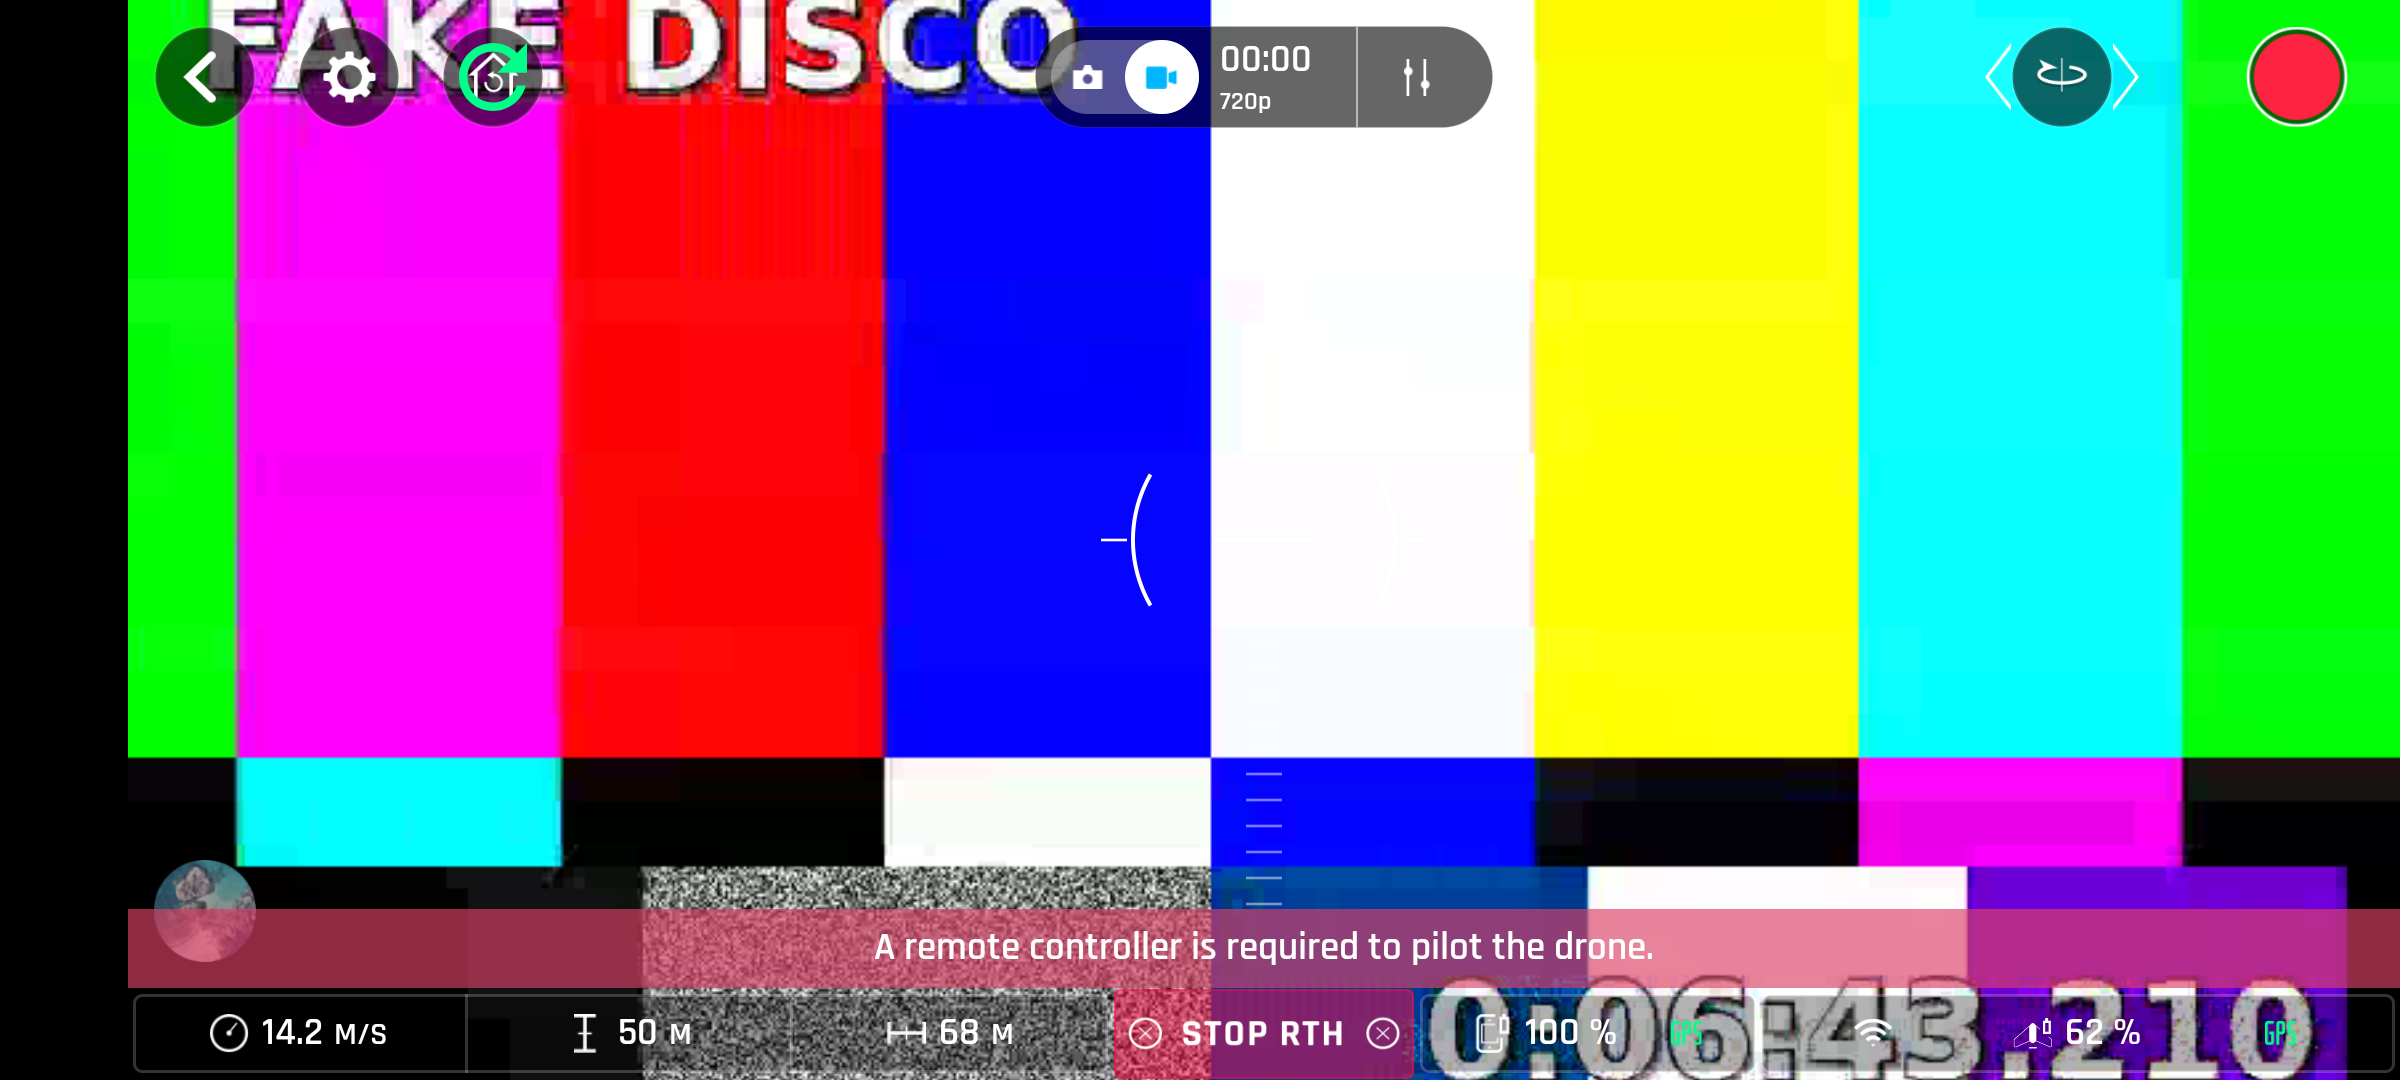 FAKE DISCO
00:00
720p
A remote controller is required to pilot the drone.
14.2 M/S
50 M
68 M
STOP RTH
100 %
GPS
62 %
GPS
0:06:43.210